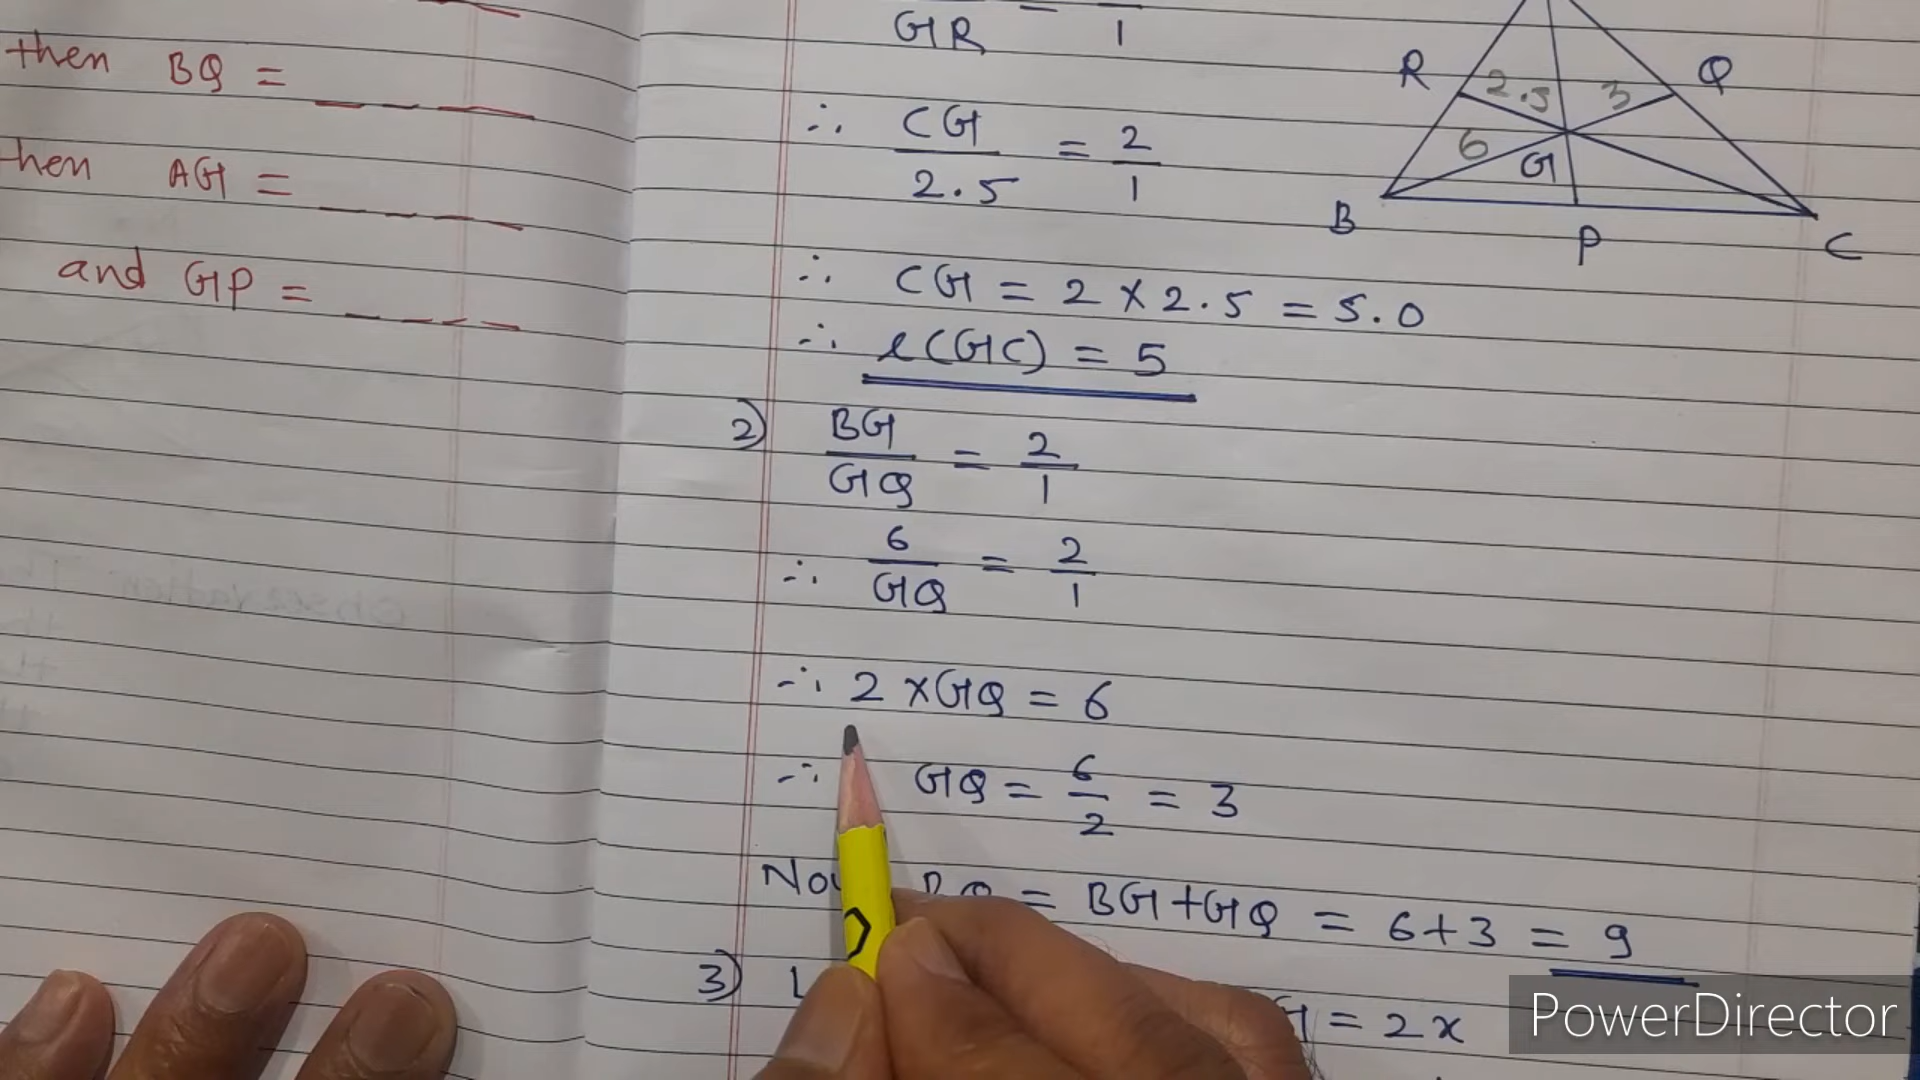 then BQ =
then AG =
and GP =
GR = 1
∴ CG / 2.5 = 2 / 1
∴ CG = 2 × 2.5 = 5.0
∴ l(GC) = 5
2) BG / GQ = 2 / 1
∴ 6 / GQ = 2 / 1
∴ 2 × GQ = 6
∴ GQ = 6 / 2 = 3
BG + GQ = 6 + 3 = 9
3)
= 2x
R 2.5 3 Q
6 G
B P C
PowerDirector